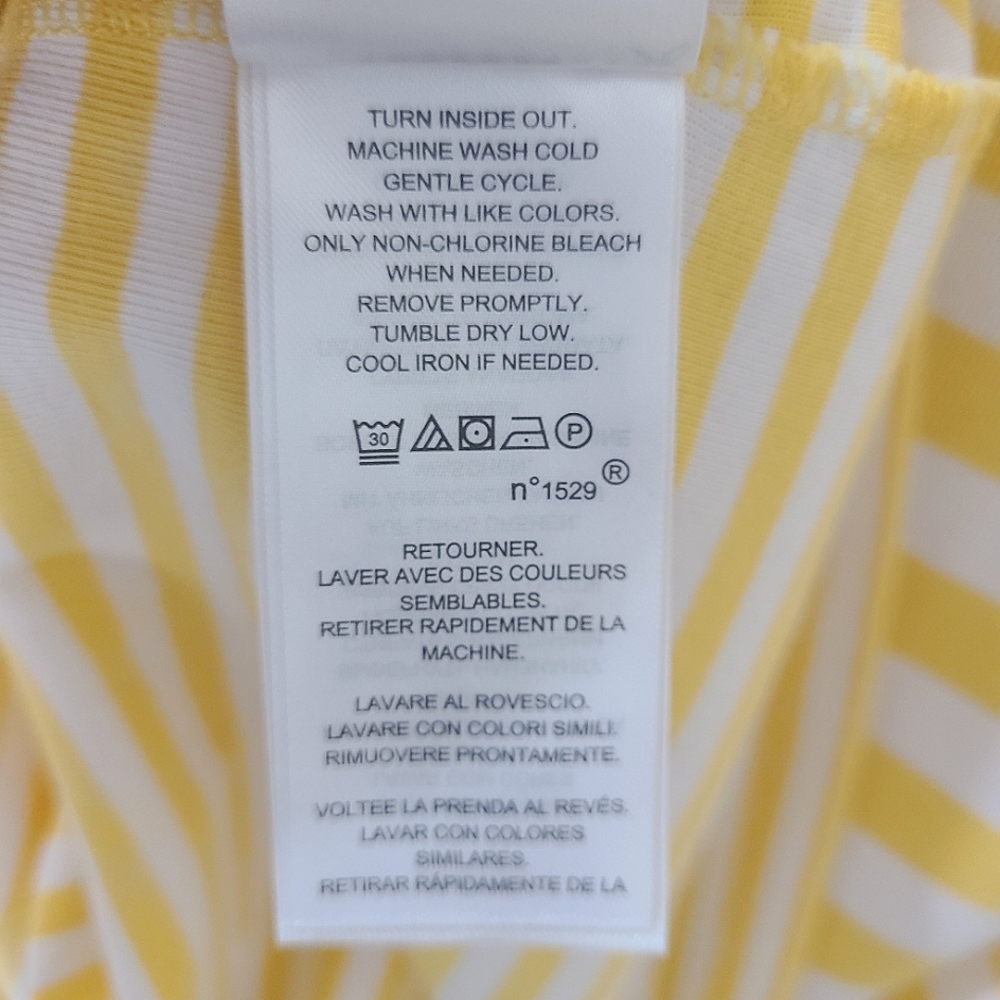 TURN INSIDE OUT.
MACHINE WASH COLD
GENTLE CYCLE.
WASH WITH LIKE COLORS.
ONLY NON-CHLORINE BLEACH
WHEN NEEDED.
REMOVE PROMPTLY.
TUMBLE DRY LOW.
COOL IRON IF NEEDED.
30 P
n°1529®
RETOURNER.
LAVER AVEC DES COULEURS
SEMBLABLES.
RETIRER RAPIDEMENT DE LA
MACHINE.
LAVARE AL ROVESCIO.
LAVARE CON COLORI SIMILI.
RIMUOVERE PRONTAMENTE.
VOLTEE LA PRENDA AL REVÉS.
LAVAR CON COLORES
SIMILARES.
RETIRAR RÁPIDAMENTE DE LA